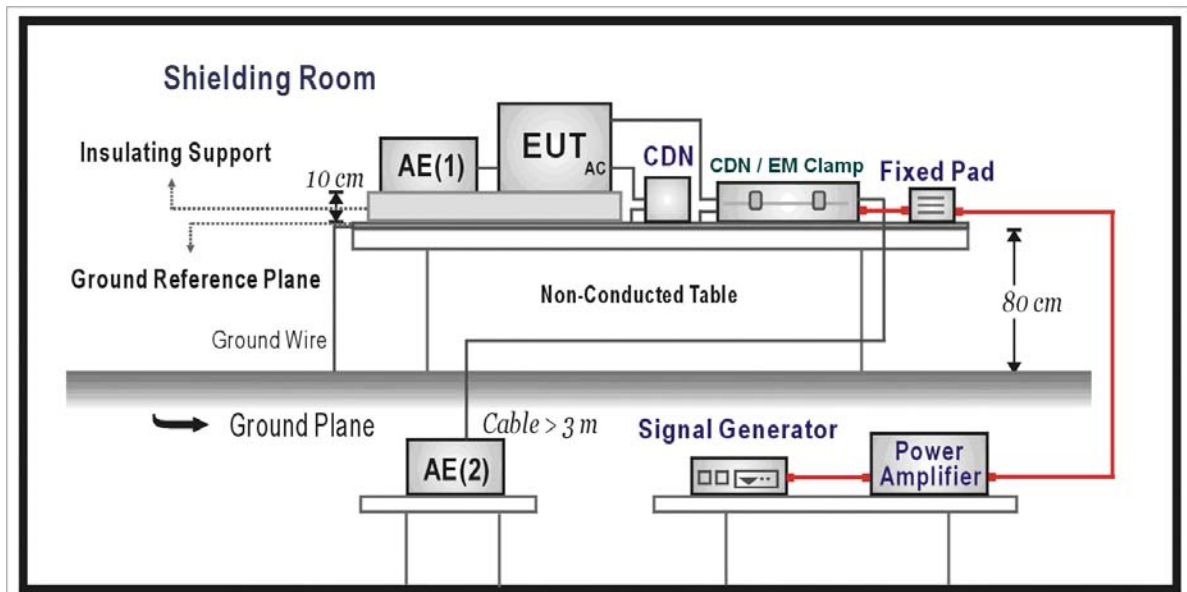 Shielding Room
Insulating Support
10 cm
AE(1)
EUT
AC
CDN
CDN / EM Clamp
Fixed Pad
Ground Reference Plane
Non-Conducted Table
80 cm
Ground Wire
Ground Plane
Cable > 3 m
AE(2)
Signal Generator
Power
Amplifier